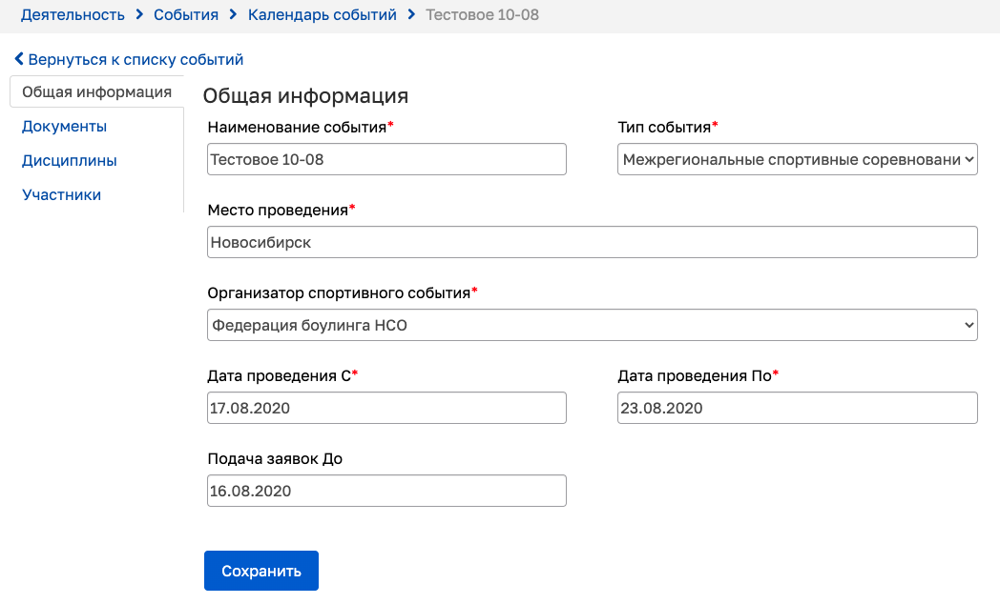 Деятельность > События > Календарь событий > Тестовое 10-08
Вернуться к списку событий
Общая информация
Документы
Дисциплины
Участники
Общая информация
Наименование события* Тип события*
Тестовое 10-08 Межрегиональные спортивные соревновани
Место проведения*
Новосибирск
Организатор спортивного события*
Федерация боулинга НСО
Дата проведения С* Дата проведения По*
17.08.2020 23.08.2020
Подача заявок До
16.08.2020
Сохранить